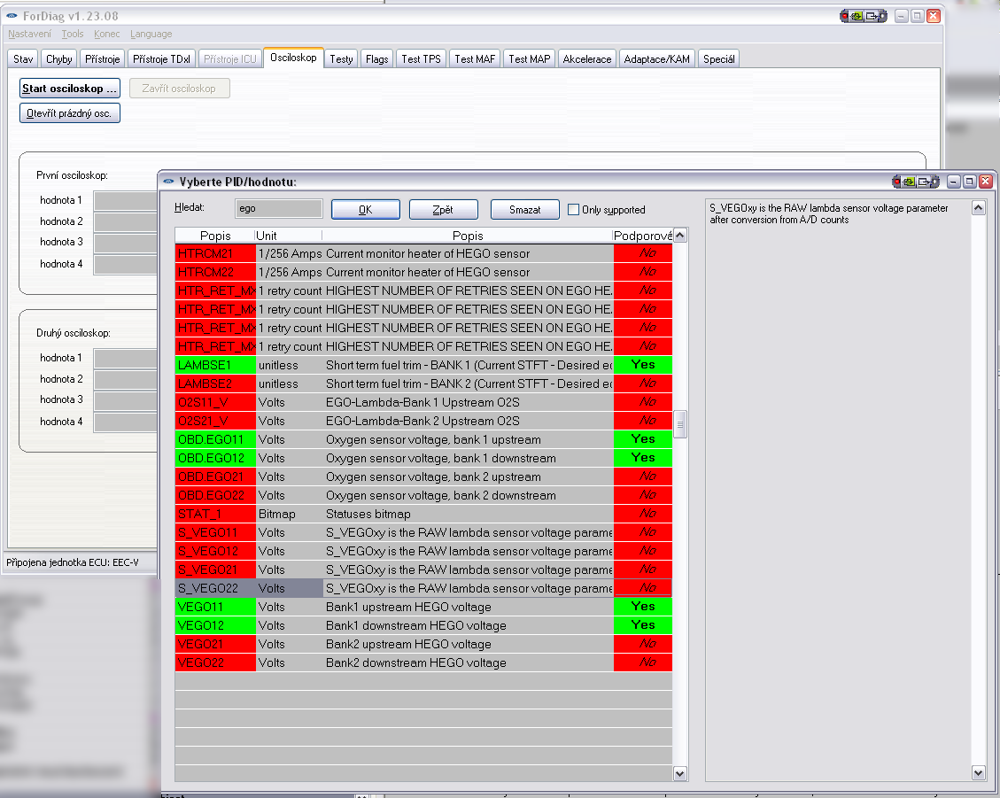 ForDiag v1.23.08
Nastavení Tools Konec Language
Stav Chyby Přístroje Přístroje TDxI Přístroje ICU Osciloskop Testy Flags Test TPS Test MAF Test MAP Akcelerace Adaptace/KAM Speciál
Start osciloskop ... Zavřít osciloskop
Otevřít prázdný osc.
První osciloskop:
hodnota 1
hodnota 2
hodnota 3
hodnota 4
Druhý osciloskop:
hodnota 1
hodnota 2
hodnota 3
hodnota 4
Připojena jednotka ECU: EEC-V
Vyberte PID/hodnotu:
Hledat: ego OK Zpět Smazat Only supported
Popis Unit Popis Podporová
HTRCM21 1/256 Amps Current monitor heater of HEGO sensor No
HTRCM22 1/256 Amps Current monitor heater of HEGO sensor No
HTR_RET_MX 1 retry count HIGHEST NUMBER OF RETRIES SEEN ON EGO HE. No
HTR_RET_MX 1 retry count HIGHEST NUMBER OF RETRIES SEEN ON EGO HE. No
HTR_RET_MX 1 retry count HIGHEST NUMBER OF RETRIES SEEN ON EGO HE. No
HTR_RET_MX 1 retry count HIGHEST NUMBER OF RETRIES SEEN ON EGO HE. No
LAMBSE1 unitless Short term fuel trim - BANK 1 (Current STFT - Desired eq Yes
LAMBSE2 unitless Short term fuel trim - BANK 2 (Current STFT - Desired eq No
O2S11_V Volts EGO-Lambda-Bank 1 Upstream O2S No
O2S21_V Volts EGO-Lambda-Bank 2 Upstream O2S No
OBD.EGO11 Volts Oxygen sensor voltage, bank 1 upstream Yes
OBD.EGO12 Volts Oxygen sensor voltage, bank 1 downstream Yes
OBD.EGO21 Volts Oxygen sensor voltage, bank 2 upstream No
OBD.EGO22 Volts Oxygen sensor voltage, bank 2 downstream No
STAT_1 Bitmap Statuses bitmap No
S_VEGO11 Volts S_VEGOxy is the RAW lambda sensor voltage parame No
S_VEGO12 Volts S_VEGOxy is the RAW lambda sensor voltage parame No
S_VEGO21 Volts S_VEGOxy is the RAW lambda sensor voltage parame No
S_VEGO22 Volts S_VEGOxy is the RAW lambda sensor voltage parame No
VEGO11 Volts Bank1 upstream HEGO voltage Yes
VEGO12 Volts Bank1 downstream HEGO voltage Yes
VEGO21 Volts Bank2 upstream HEGO voltage No
VEGO22 Volts Bank2 downstream HEGO voltage No
S_VEGOxy is the RAW lambda sensor voltage parameter
after conversion from A/D counts